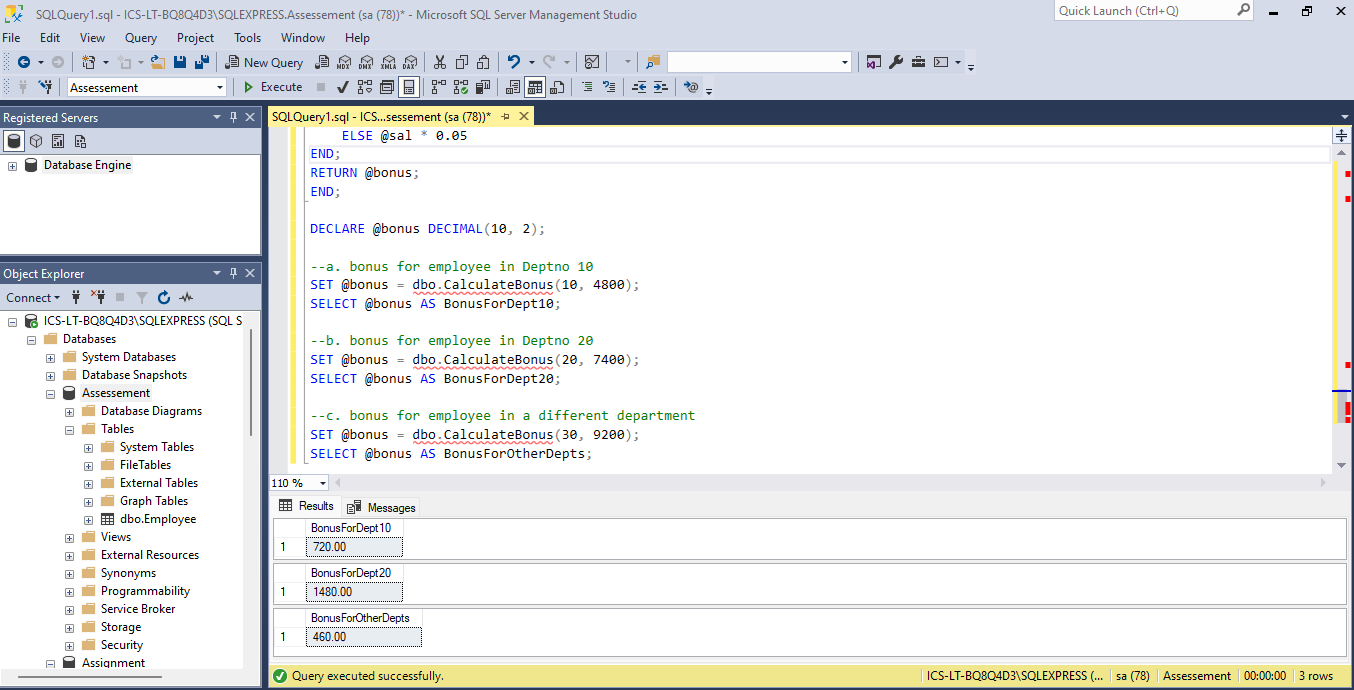 SQLQuery1.sql - ICS-LT-BQ8Q4D3\SQLEXPRESS.Assessement (sa (78))* - Microsoft SQL Server Management Studio
Quick Launch (Ctrl+Q)
File Edit View Query Project Tools Window Help
New Query MDX DMX XMLA DAX
Assessement Execute
Registered Servers
Database Engine
Object Explorer
Connect
ICS-LT-BQ8Q4D3\SQLEXPRESS (SQL S
Databases
System Databases
Database Snapshots
Assessement
Database Diagrams
Tables
System Tables
FileTables
External Tables
Graph Tables
dbo.Employee
Views
External Resources
Synonyms
Programmability
Service Broker
Storage
Security
Assignment
SQLQuery1.sql - ICS...sessement (sa (78))*
ELSE @sal * 0.05
END;
RETURN @bonus;
END;
DECLARE @bonus DECIMAL(10, 2);
--a. bonus for employee in Deptno 10
SET @bonus = dbo.CalculateBonus(10, 4800);
SELECT @bonus AS BonusForDept10;
--b. bonus for employee in Deptno 20
SET @bonus = dbo.CalculateBonus(20, 7400);
SELECT @bonus AS BonusForDept20;
--c. bonus for employee in a different department
SET @bonus = dbo.CalculateBonus(30, 9200);
SELECT @bonus AS BonusForOtherDepts;
110 %
Results Messages
BonusForDept10
1 720.00
BonusForDept20
1 1480.00
BonusForOtherDepts
1 460.00
Query executed successfully. ICS-LT-BQ8Q4D3\SQLEXPRESS (... sa (78) Assessement 00:00:00 3 rows